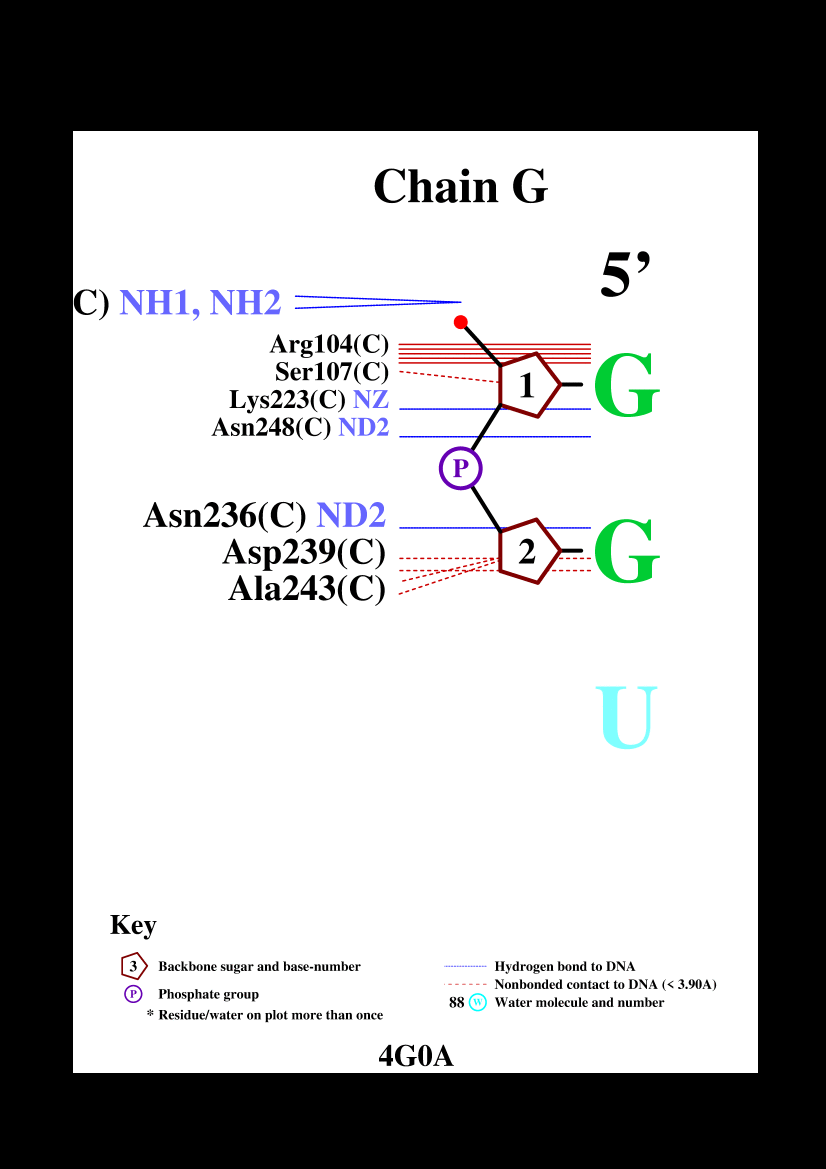 Chain G
5’
C) NH1, NH2
Arg104(C)
Ser107(C)
Lys223(C) NZ
Asn248(C) ND2
1
G
P
Asn236(C) ND2
Asp239(C)
Ala243(C)
2
G
U
Key
3 Backbone sugar and base-number
P Phosphate group
* Residue/water on plot more than once
Hydrogen bond to DNA
Nonbonded contact to DNA (< 3.90A)
88 W Water molecule and number
4G0A